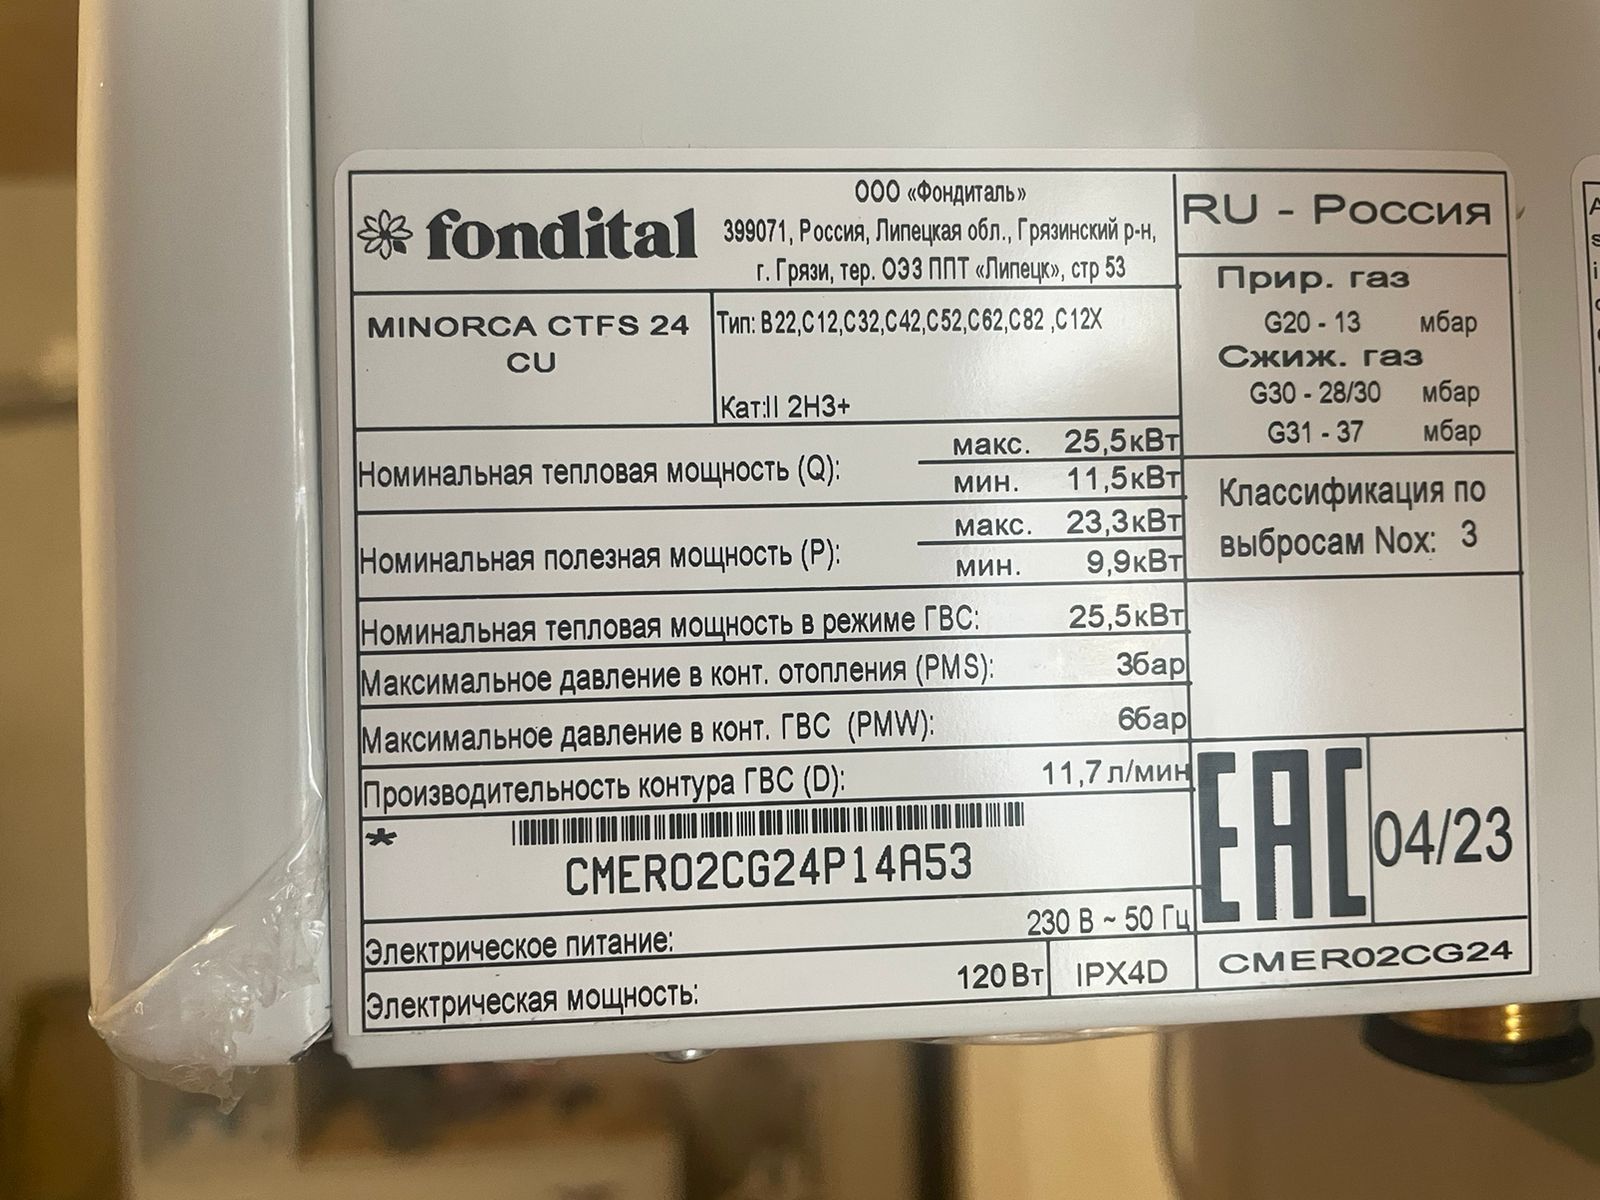 fondital
ООО «Фондиталь»
399071, Россия, Липецкая обл., Грязинский р-н,
г. Грязи, тер. ОЭЗ ППТ «Липецк», стр 53
RU - Россия
MINORCA CTFS 24
CU
Тип: B22,C12,C32,C42,C52,C62,C82 ,C12X
Кат:II 2H3+
Прир. газ
G20 - 13 мбар
Сжиж. газ
G30 - 28/30 мбар
G31 - 37 мбар
Номинальная тепловая мощность (Q):
макс. 25,5кВт
мин. 11,5кВт
Номинальная полезная мощность (P):
макс. 23,3кВт
мин. 9,9кВт
Классификация по
выбросам Nox: 3
Номинальная тепловая мощность в режиме ГВС: 25,5кВт
Максимальное давление в конт. отопления (PMS): 3бар
Максимальное давление в конт. ГВС (PMW): 6бар
Производительность контура ГВС (D): 11,7 л/мин
*
CMER02CG24P14A53
EAC
04/23
Электрическое питание: 230 В ~ 50 Гц
Электрическая мощность: 120 Вт IPX4D
CMER02CG24